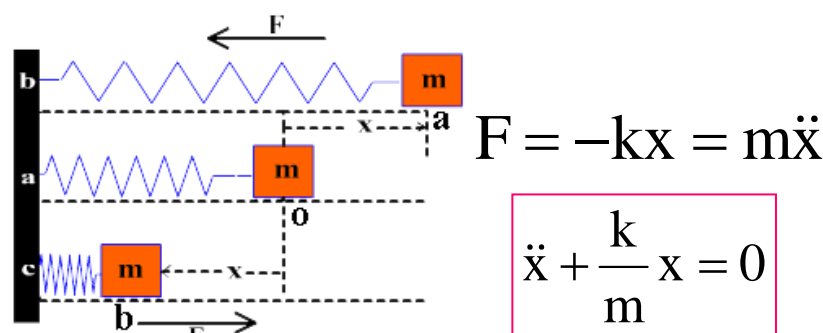 F
b m
x a
F = −kx = mẍ
a m
o
ẍ + k/m x = 0
c m x
b F